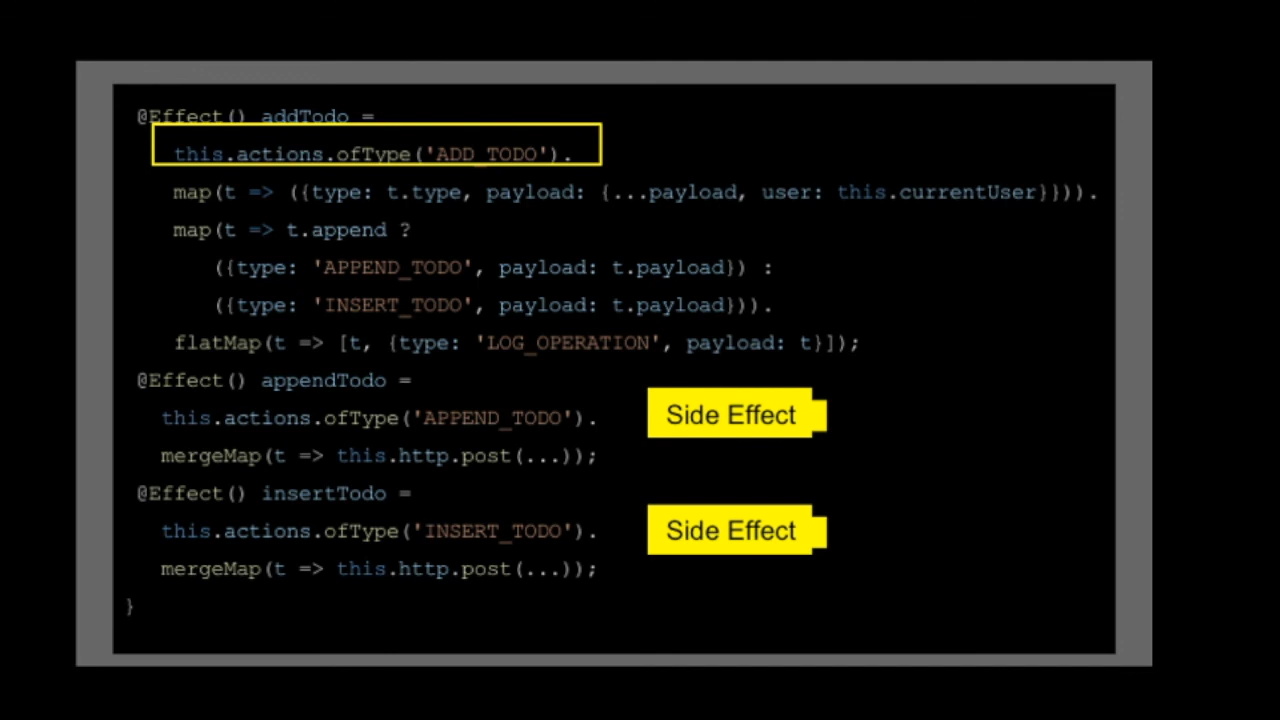 @Effect() addTodo =
this.actions.ofType('ADD_TODO').
map(t => ({type: t.type, payload: {...payload, user: this.currentUser}})).
map(t => t.append ?
({type: 'APPEND_TODO', payload: t.payload}) :
({type: 'INSERT_TODO', payload: t.payload})).
flatMap(t => [t, {type: 'LOG_OPERATION', payload: t}]);
@Effect() appendTodo =
this.actions.ofType('APPEND_TODO').
Side Effect
mergeMap(t => this.http.post(...));
@Effect() insertTodo =
this.actions.ofType('INSERT_TODO').
Side Effect
mergeMap(t => this.http.post(...));
}